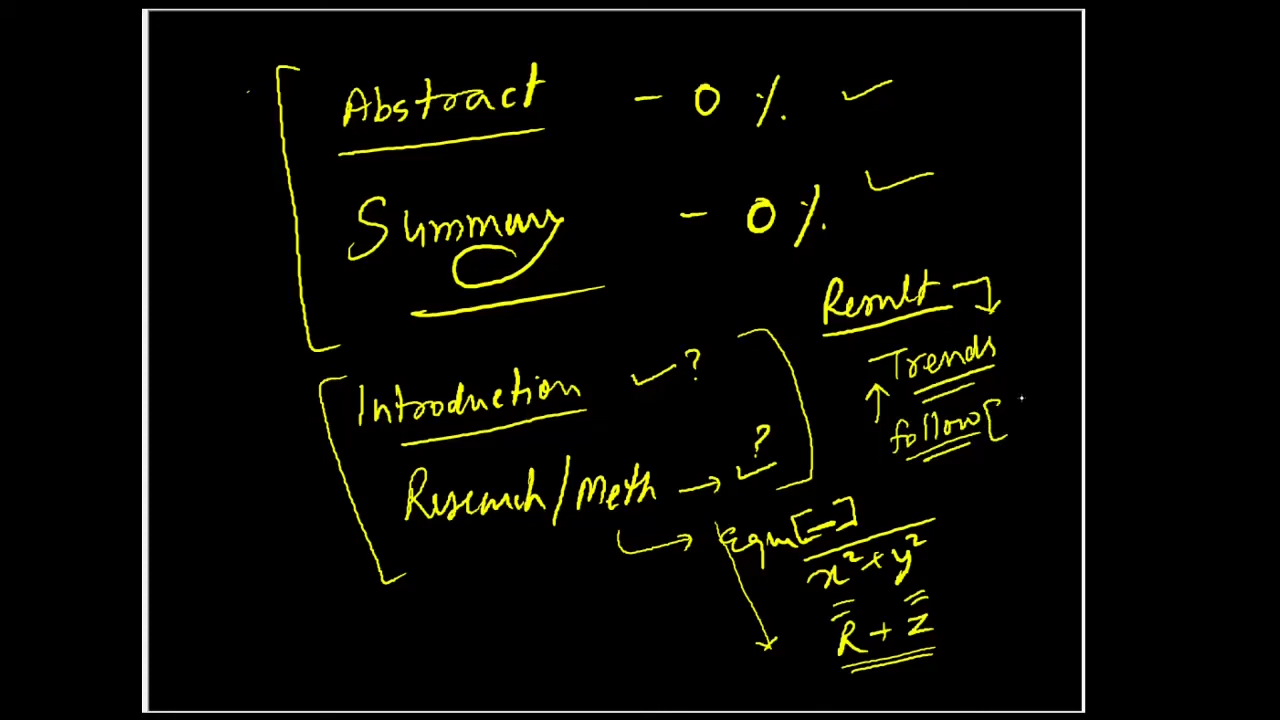 Abstract - 0 %. ✓
Summary - 0 %. ✓
Result
Trends
↑
follow [
Introduction ✓ ?
Research/Meth → ✓ ?
→ Eqn [-]
x² + y²
R + Z